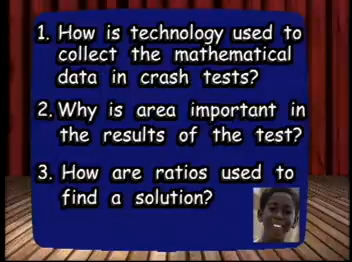 1. How is technology used to
collect the mathematical
data in crash tests?
2. Why is area important in
the results of the test?
3. How are ratios used to
find a solution?